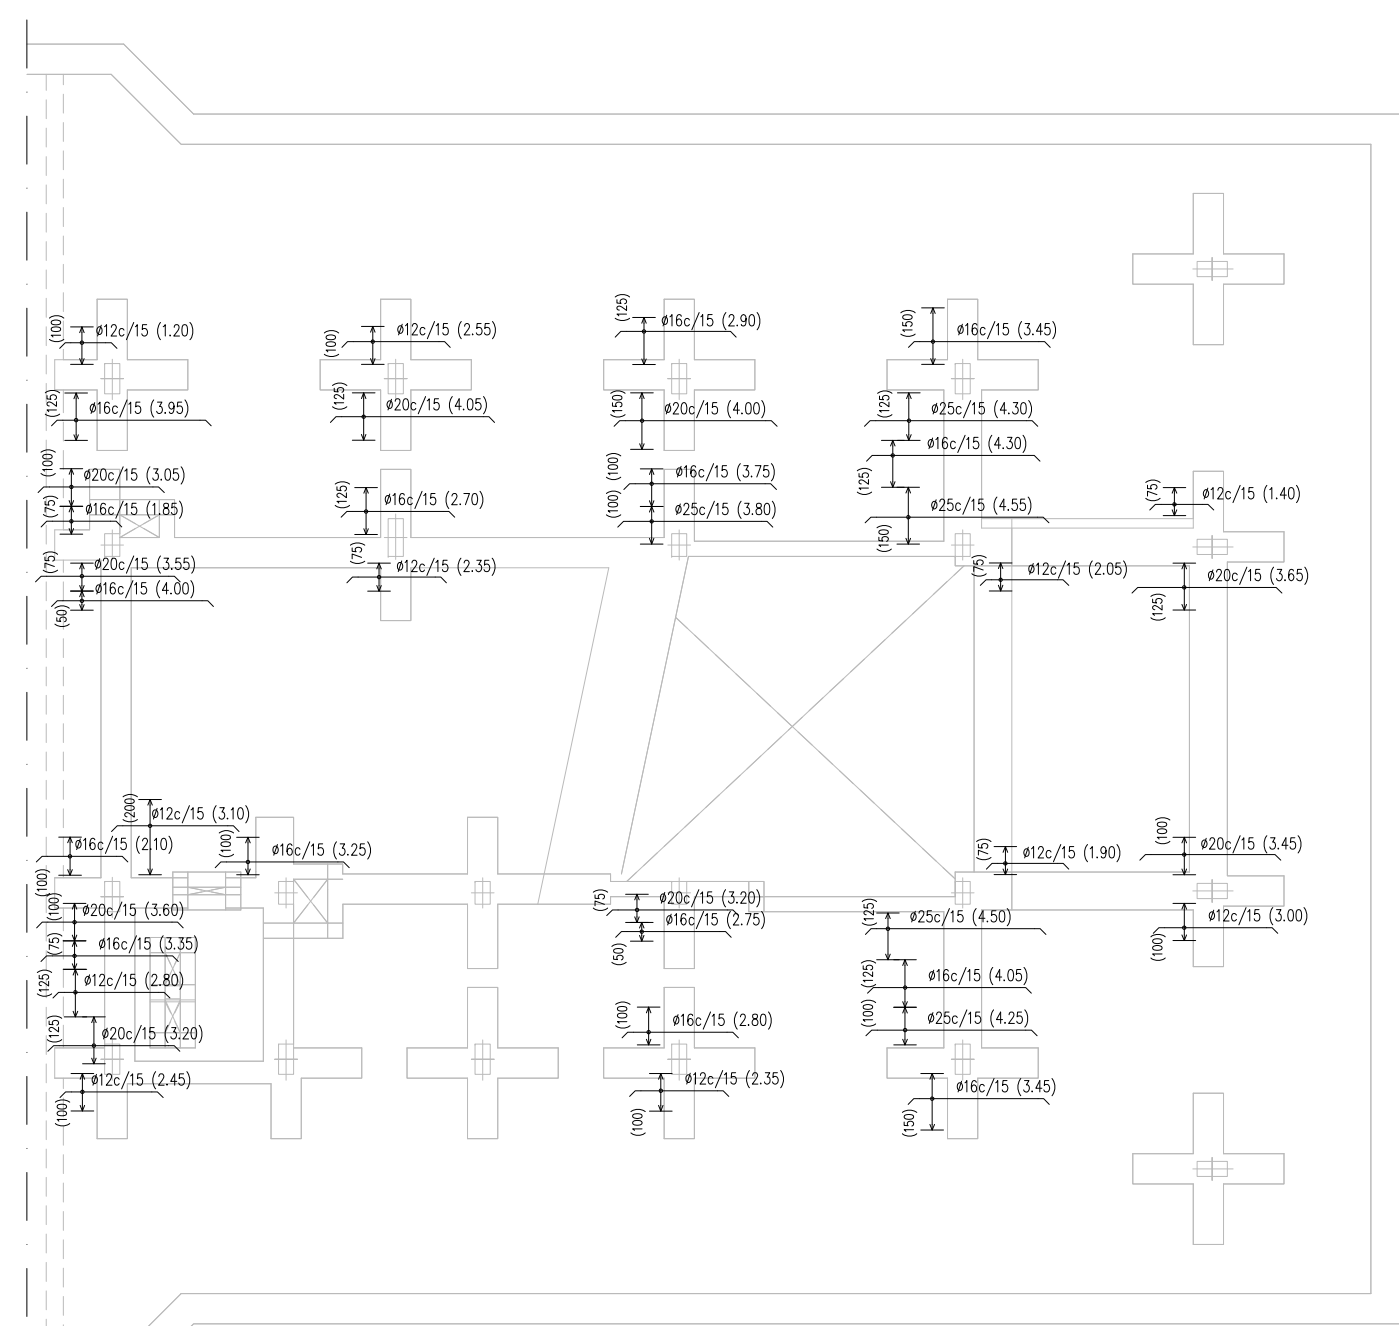 (100)
ø12c/15 (1.20)
(100)
ø12c/15 (2.55)
(125)
ø16c/15 (2.90)
(150)
ø16c/15 (3.45)
(125)
ø16c/15 (3.95)
(125)
ø20c/15 (4.05)
(150)
ø20c/15 (4.00)
(125)
ø25c/15 (4.30)
(125)
ø16c/15 (4.30)
(100)
ø20c/15 (3.05)
(75)
ø16c/15 (1.85)
(125)
ø16c/15 (2.70)
(100)
ø16c/15 (3.75)
(100)
ø25c/15 (3.80)
(150)
ø25c/15 (4.55)
(75)
ø12c/15 (1.40)
(75)
ø20c/15 (3.55)
(50)
ø16c/15 (4.00)
(75)
ø12c/15 (2.35)
(75)
ø12c/15 (2.05)
(125)
ø20c/15 (3.65)
(200)
ø12c/15 (3.10)
(100)
ø16c/15 (2.10)
(100)
ø16c/15 (3.25)
(75)
ø12c/15 (1.90)
(100)
ø20c/15 (3.45)
(100)
ø20c/15 (3.60)
(75)
ø16c/15 (3.35)
(125)
ø12c/15 (2.80)
(125)
ø20c/15 (3.20)
(100)
ø12c/15 (2.45)
(75)
ø20c/15 (3.20)
(50)
ø16c/15 (2.75)
(125)
ø25c/15 (4.50)
(125)
ø16c/15 (4.05)
(100)
ø25c/15 (4.25)
(100)
ø12c/15 (3.00)
(100)
ø16c/15 (2.80)
(100)
ø12c/15 (2.35)
(150)
ø16c/15 (3.45)